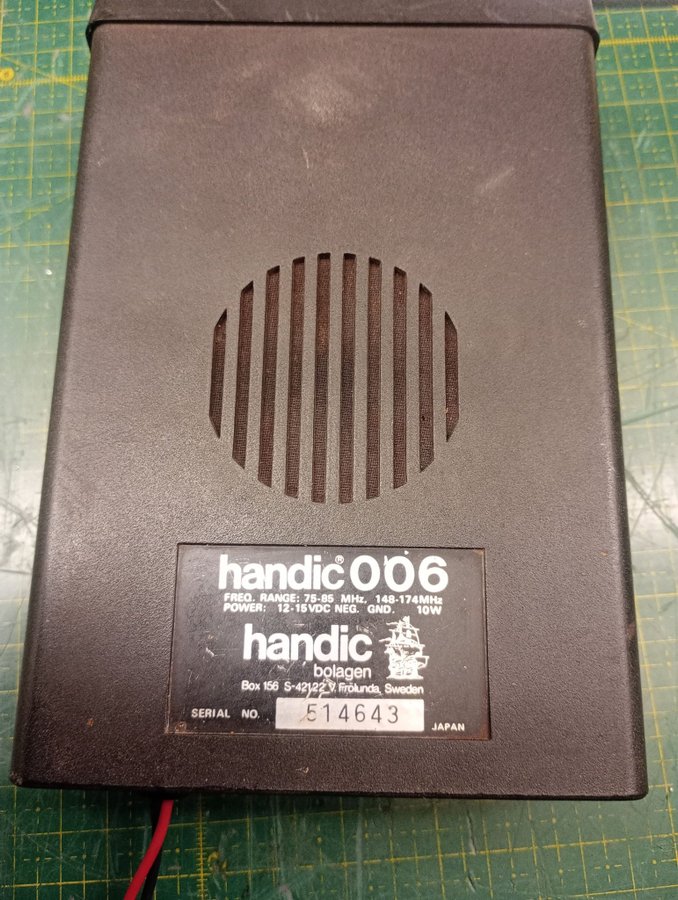 handic® 006
FREQ. RANGE: 75-85 MHz, 148-174MHz
POWER: 12-15VDC NEG. GND. 10W
handic
bolagen
Box 156 S-42122 V. Frölunda, Sweden
SERIAL NO. 514643
JAPAN